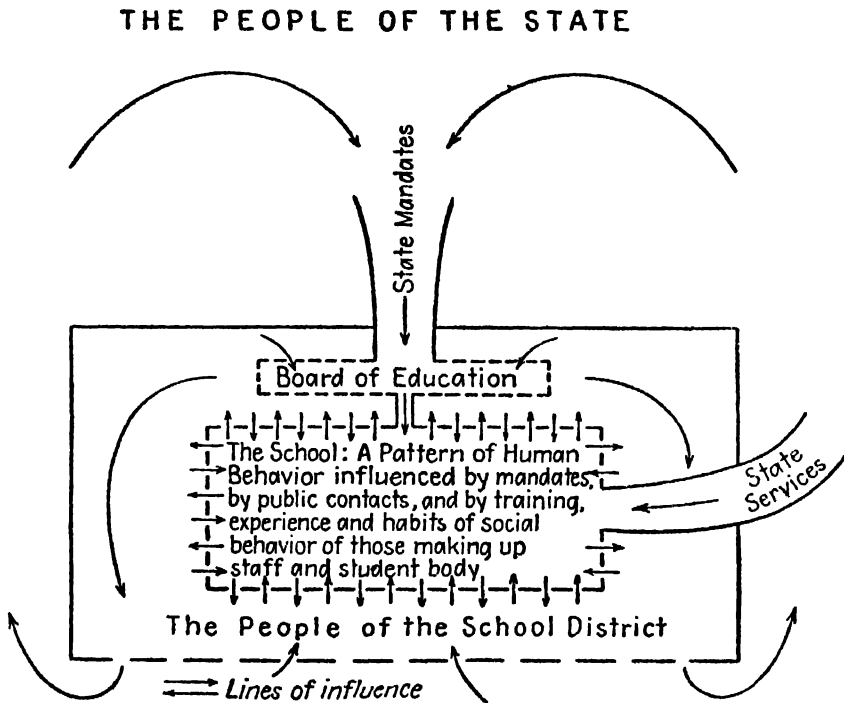 THE PEOPLE OF THE STATE
State Mandates
Board of Education
The School: A Pattern of Human
Behavior influenced by mandates,
by public contacts, and by training,
experience and habits of social
behavior of those making up
staff and student body
State
Services
The People of the School District
Lines of influence